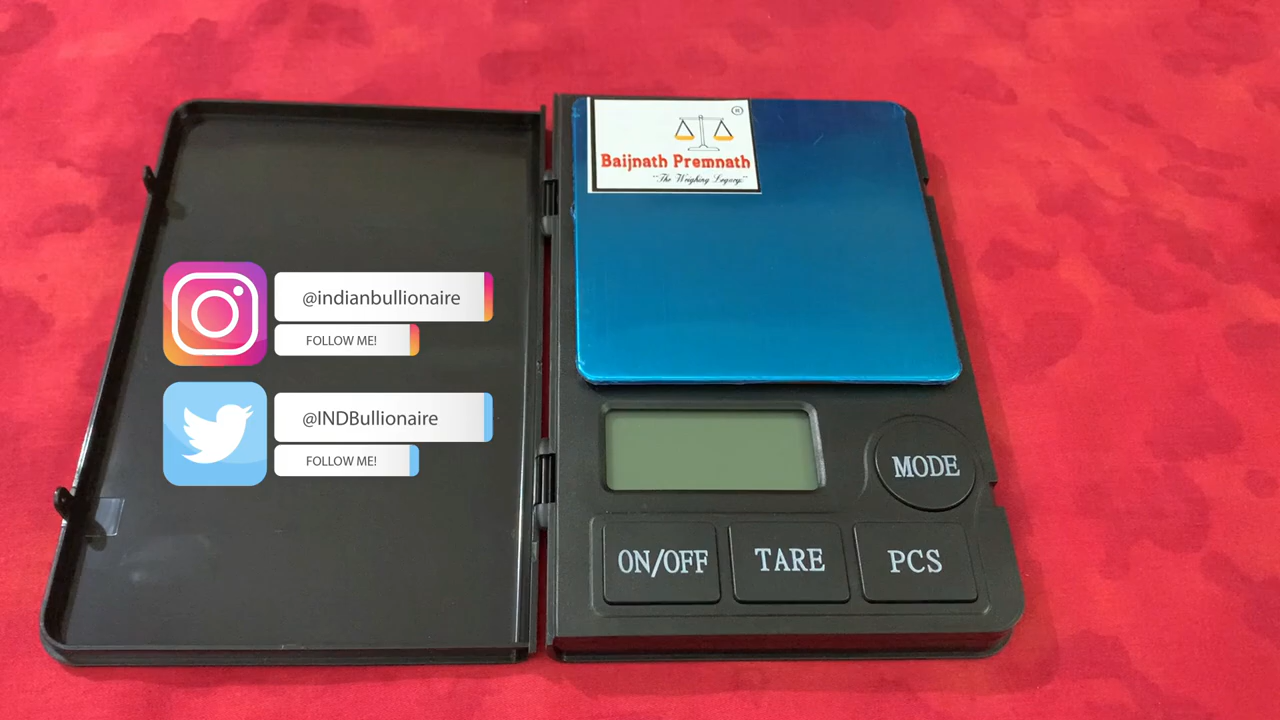 ®
Baijnath Premnath
"The Weighing Legacy."
@indianbullionaire
FOLLOW ME!
@INDBullionaire
FOLLOW ME!
MODE
ON/OFF TARE PCS